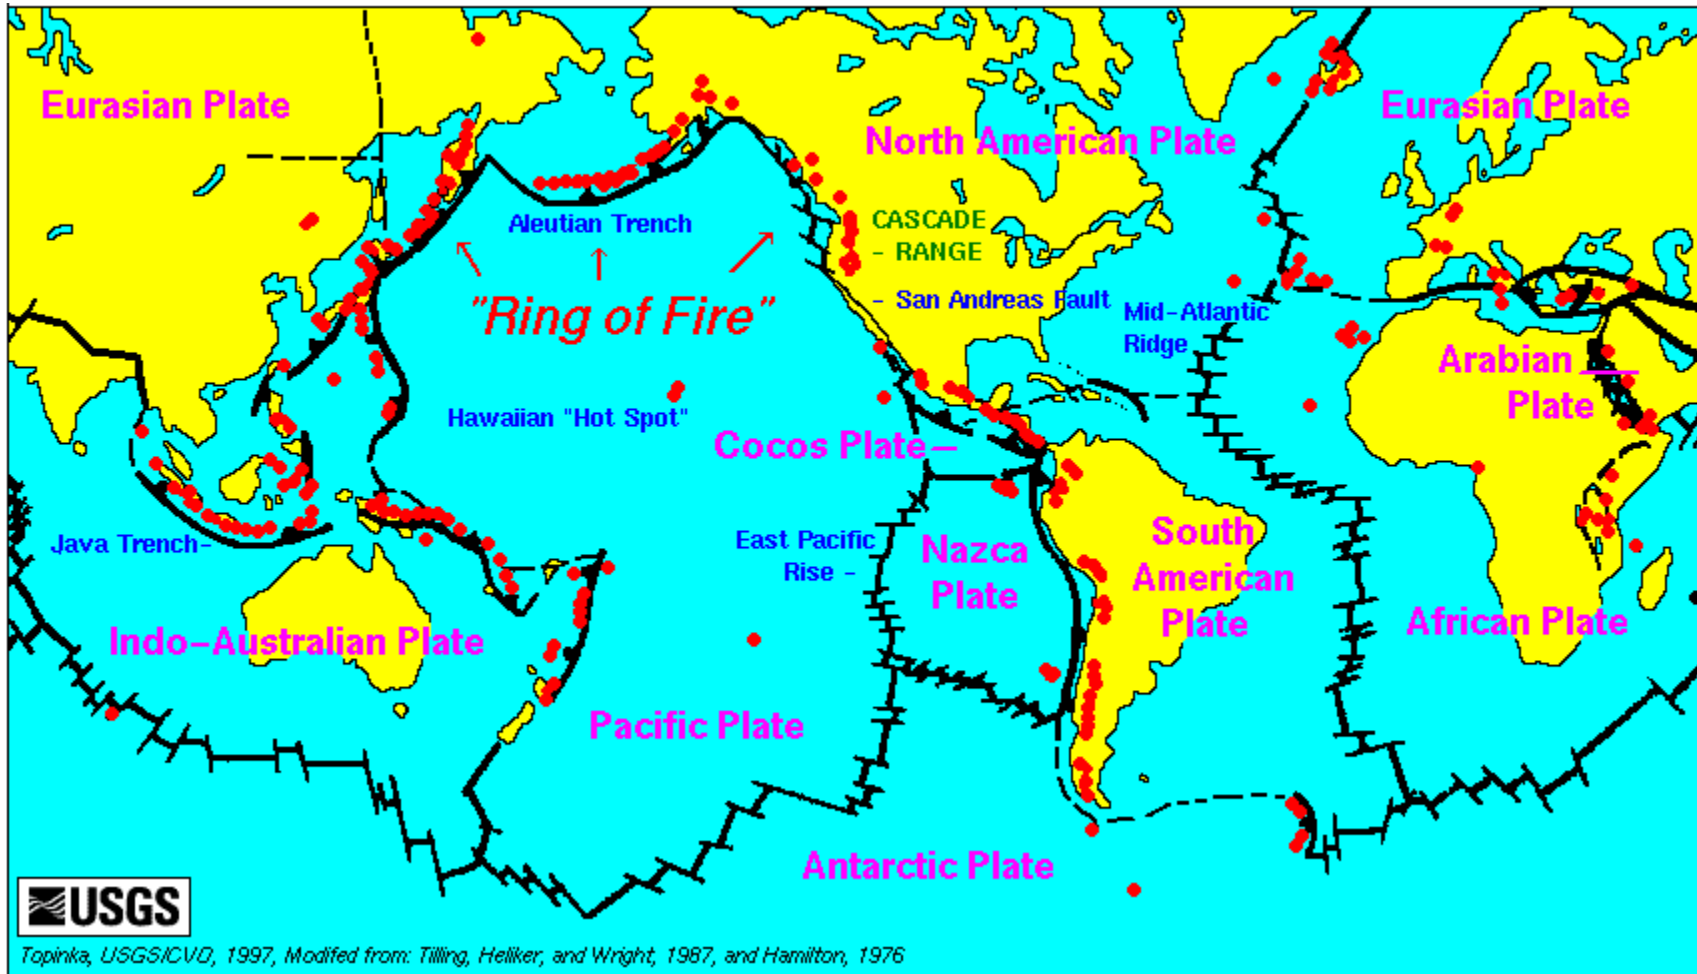 Eurasian Plate
Eurasian Plate
North American Plate
Aleutian Trench
CASCADE
- RANGE
"Ring of Fire"
- San Andreas Fault
Mid-Atlantic
Ridge
Arabian
Plate
Hawaiian "Hot Spot"
Cocos Plate
Java Trench-
East Pacific
Rise -
Nazca
Plate
South
American
Plate
Indo-Australian Plate
African Plate
Pacific Plate
Antarctic Plate
USGS
Topinka, USGS/CVO, 1997, Modifed from: Tilling, Heliker, and Wright, 1987, and Hamilton, 1976